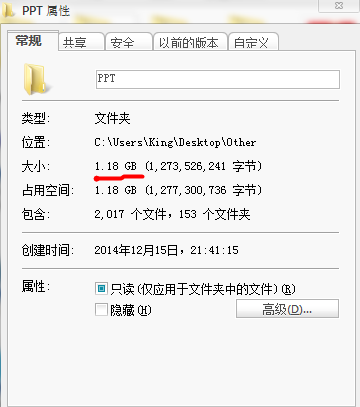 PPT 属性
常规 共享 安全 以前的版本 自定义
PPT
类型: 文件夹
位置: C:\Users\King\Desktop\Other
大小: 1.18 GB (1,273,526,241 字节)
占用空间: 1.18 GB (1,277,300,736 字节)
包含: 2,017 个文件，153 个文件夹
创建时间: 2014年12月15日，21:41:15
属性: 只读(仅应用于文件夹中的文件)(R)
隐藏(H) 高级(D)...